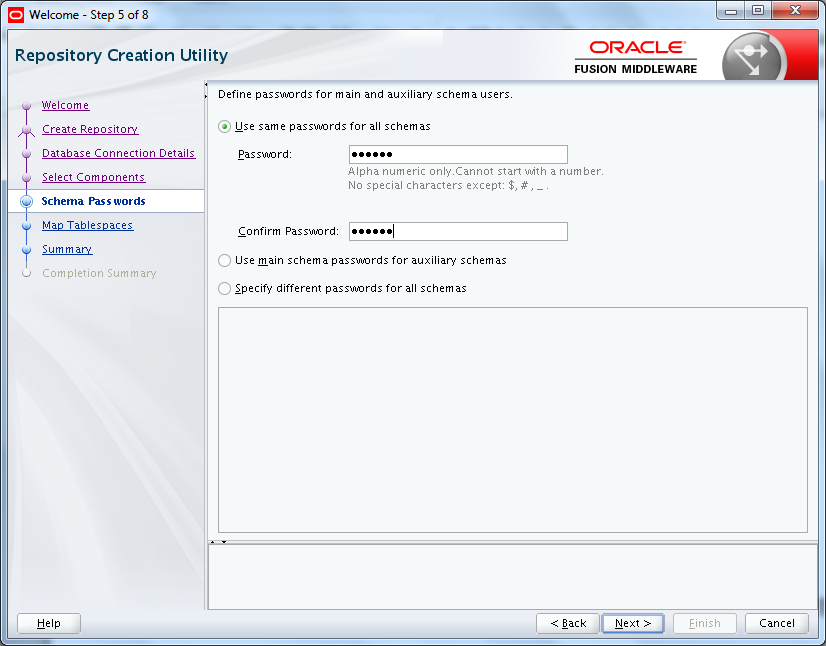 Welcome - Step 5 of 8
Repository Creation Utility
ORACLE®
FUSION MIDDLEWARE
Welcome
Create Repository
Database Connection Details
Select Components
Schema Passwords
Map Tablespaces
Summary
Completion Summary
Define passwords for main and auxiliary schema users.
Use same passwords for all schemas
Password: ●●●●●●
Alpha numeric only.Cannot start with a number.
No special characters except: $, # , _ .
Confirm Password: ●●●●●●
Use main schema passwords for auxiliary schemas
Specify different passwords for all schemas
Help
< Back
Next >
Finish
Cancel